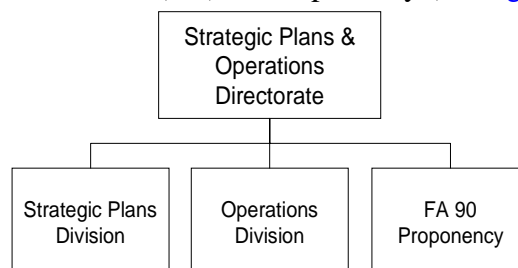 Strategic Plans &
Operations
Directorate
Strategic Plans
Division
Operations
Division
FA 90
Proponency